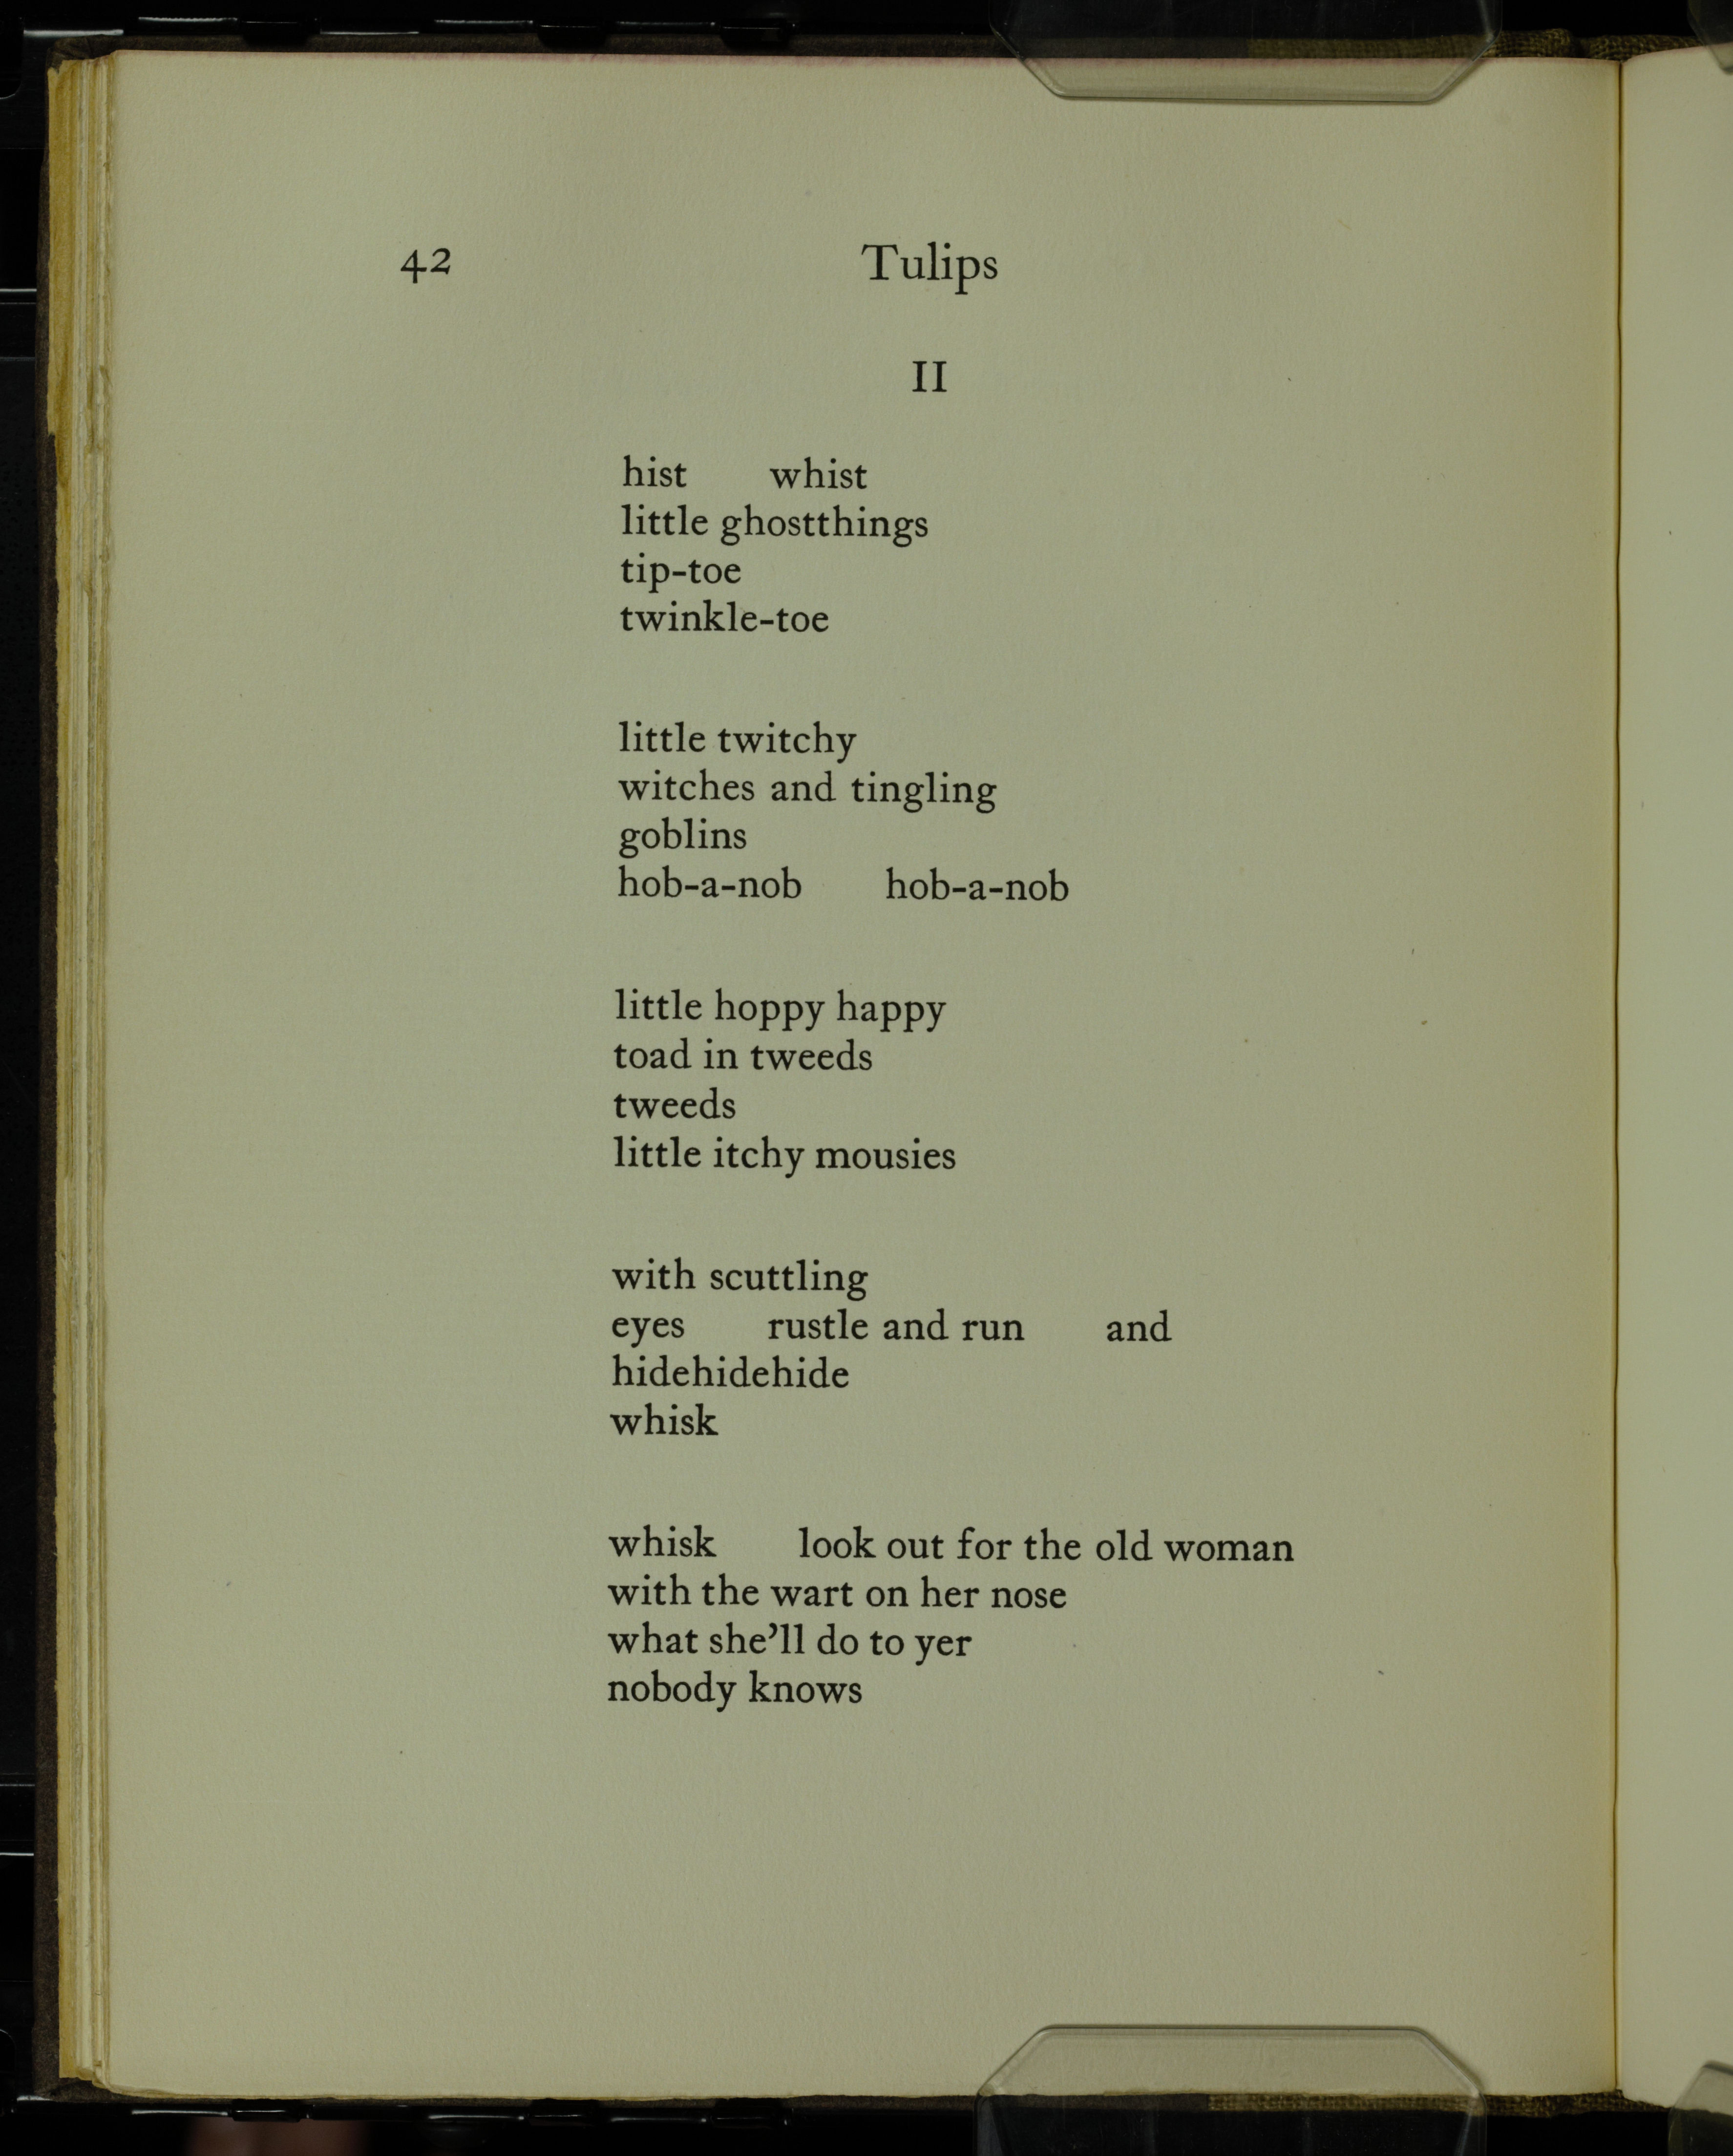 42 Tulips
II
hist whist
little ghostthings
tip-toe
twinkle-toe
little twitchy
witches and tingling
goblins
hob-a-nob hob-a-nob
little hoppy happy
toad in tweeds
tweeds
little itchy mousies
with scuttling
eyes rustle and run and
hidehidehide
whisk
whisk look out for the old woman
with the wart on her nose
what she’ll do to yer
nobody knows